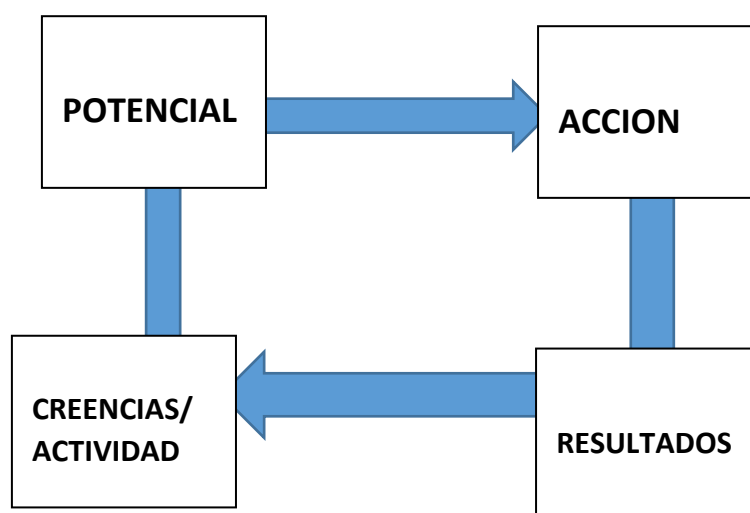 POTENCIAL
ACCION
CREENCIAS/
ACTIVIDAD
RESULTADOS